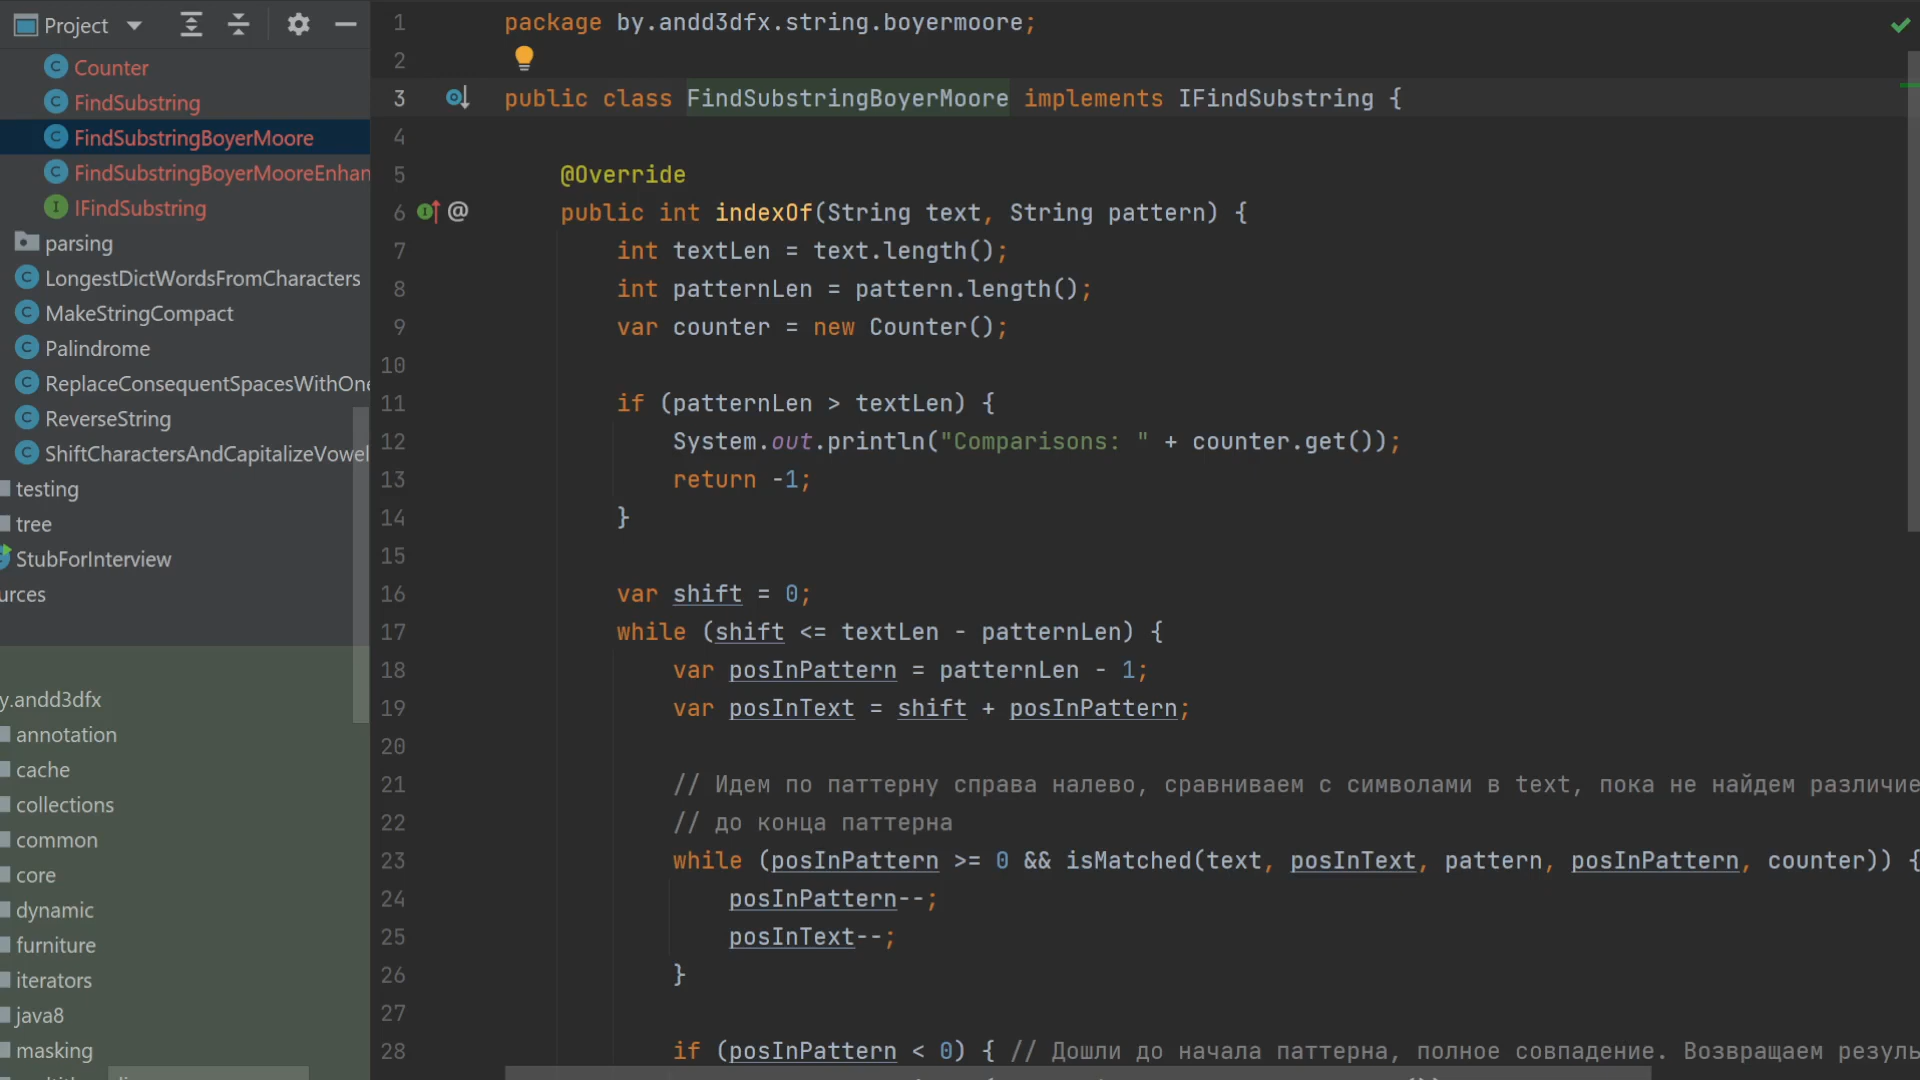 Project
Counter
FindSubstring
FindSubstringBoyerMoore
FindSubstringBoyerMooreEnhan
IFindSubstring
parsing
LongestDictWordsFromCharacters
MakeStringCompact
Palindrome
ReplaceConsequentSpacesWithOne
ReverseString
ShiftCharactersAndCapitalizeVowel
testing
tree
StubForInterview
urces
y.andd3dfx
annotation
cache
collections
common
core
dynamic
furniture
iterators
java8
masking
1 package by.andd3dfx.string.boyermoore;
2
3 public class FindSubstringBoyerMoore implements IFindSubstring {
4
5 @Override
6 @ public int indexOf(String text, String pattern) {
7 int textLen = text.length();
8 int patternLen = pattern.length();
9 var counter = new Counter();
10
11 if (patternLen > textLen) {
12 System.out.println("Comparisons: " + counter.get());
13 return -1;
14 }
15
16 var shift = 0;
17 while (shift <= textLen - patternLen) {
18 var posInPattern = patternLen - 1;
19 var posInText = shift + posInPattern;
20
21 // Идем по паттерну справа налево, сравниваем с символами в text, пока не найдем различие
22 // до конца паттерна
23 while (posInPattern >= 0 && isMatched(text, posInText, pattern, posInPattern, counter)) {
24 posInPattern--;
25 posInText--;
26 }
27
28 if (posInPattern < 0) { // Дошли до начала паттерна, полное совпадение. Возвращаем резуль